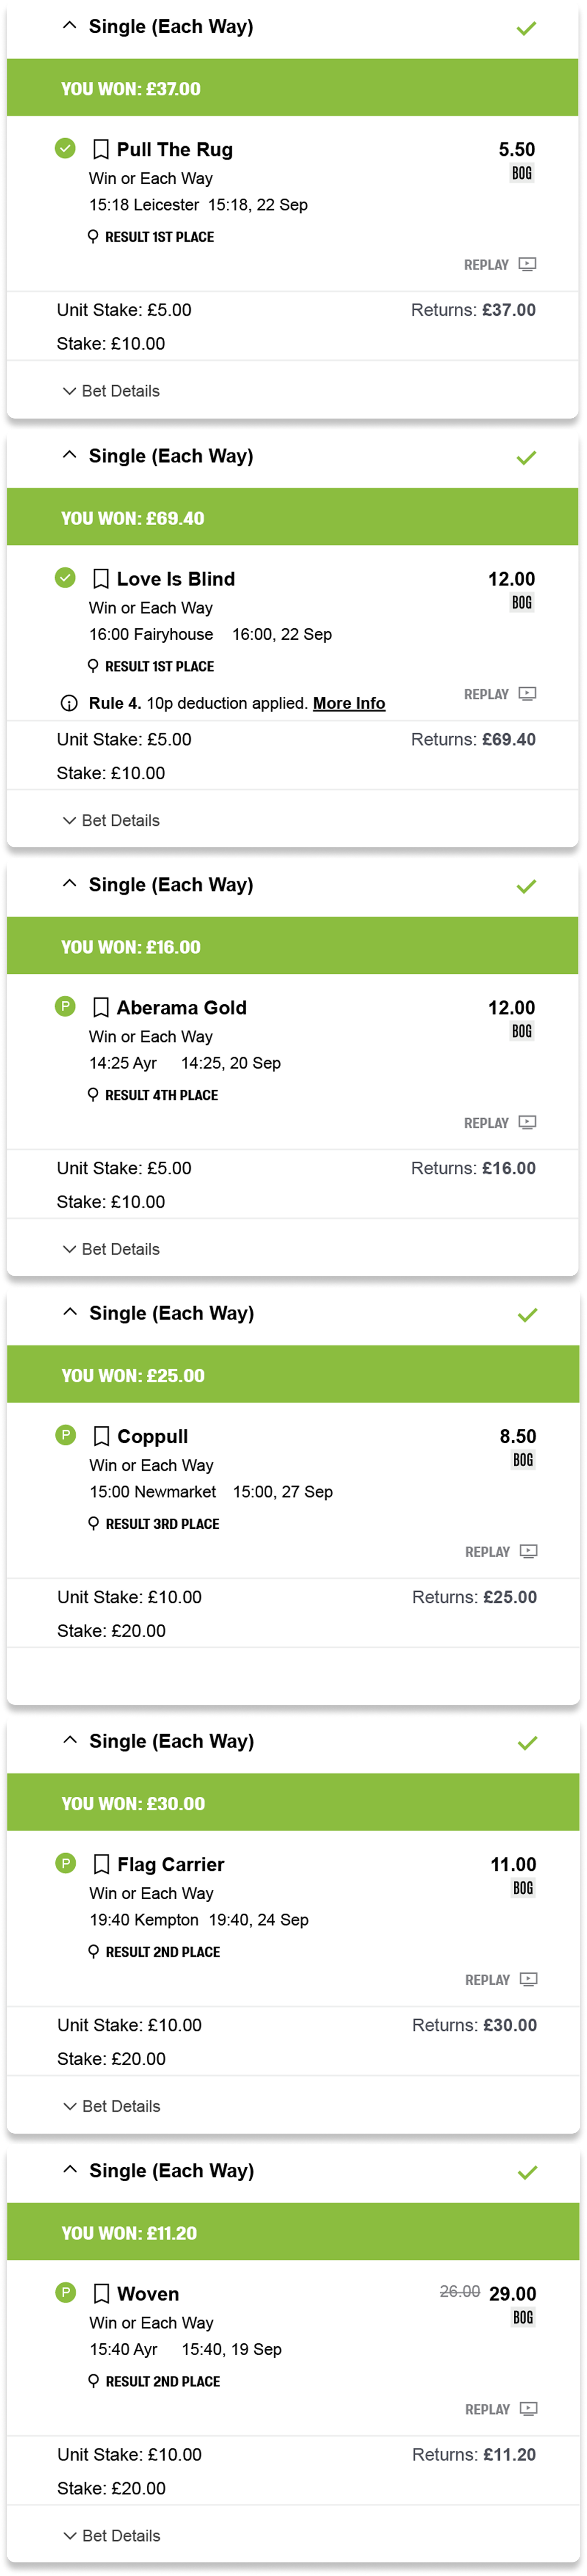 Single (Each Way)
YOU WON: £37.00
Pull The Rug 5.50
BOG
Win or Each Way
15:18 Leicester 15:18, 22 Sep
RESULT 1ST PLACE
REPLAY
Unit Stake: £5.00 Returns: £37.00
Stake: £10.00
Bet Details
Single (Each Way)
YOU WON: £69.40
Love Is Blind 12.00
BOG
Win or Each Way
16:00 Fairyhouse 16:00, 22 Sep
RESULT 1ST PLACE
REPLAY
Rule 4. 10p deduction applied. More Info
Unit Stake: £5.00 Returns: £69.40
Stake: £10.00
Bet Details
Single (Each Way)
YOU WON: £16.00
P Aberama Gold 12.00
BOG
Win or Each Way
14:25 Ayr 14:25, 20 Sep
RESULT 4TH PLACE
REPLAY
Unit Stake: £5.00 Returns: £16.00
Stake: £10.00
Bet Details
Single (Each Way)
YOU WON: £25.00
P Coppull 8.50
BOG
Win or Each Way
15:00 Newmarket 15:00, 27 Sep
RESULT 3RD PLACE
REPLAY
Unit Stake: £10.00 Returns: £25.00
Stake: £20.00
Single (Each Way)
YOU WON: £30.00
P Flag Carrier 11.00
BOG
Win or Each Way
19:40 Kempton 19:40, 24 Sep
RESULT 2ND PLACE
REPLAY
Unit Stake: £10.00 Returns: £30.00
Stake: £20.00
Bet Details
Single (Each Way)
YOU WON: £11.20
P Woven 26.00 29.00
BOG
Win or Each Way
15:40 Ayr 15:40, 19 Sep
RESULT 2ND PLACE
REPLAY
Unit Stake: £10.00 Returns: £11.20
Stake: £20.00
Bet Details